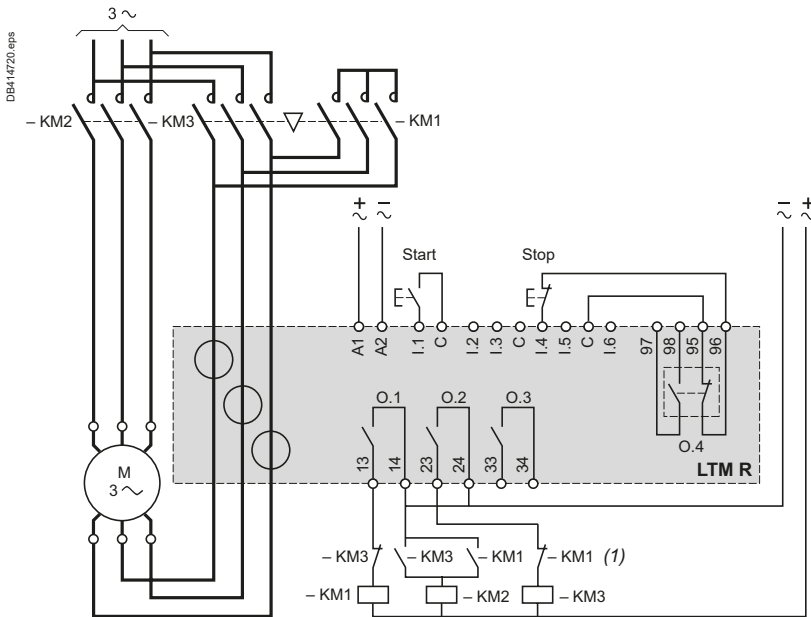 3 ~
DB414720.eps
– KM2
– KM3
– KM1
+
~
–
~
–
~
+
~
Start
Stop
A1
A2
I.1
C
I.2
I.3
C
I.4
I.5
C
I.6
97
98
95
96
O.1
O.2
O.3
O.4
13
14
23
24
33
34
LTM R
M
3 ~
– KM3
– KM3
– KM1
– KM1 (1)
– KM1
– KM2
– KM3